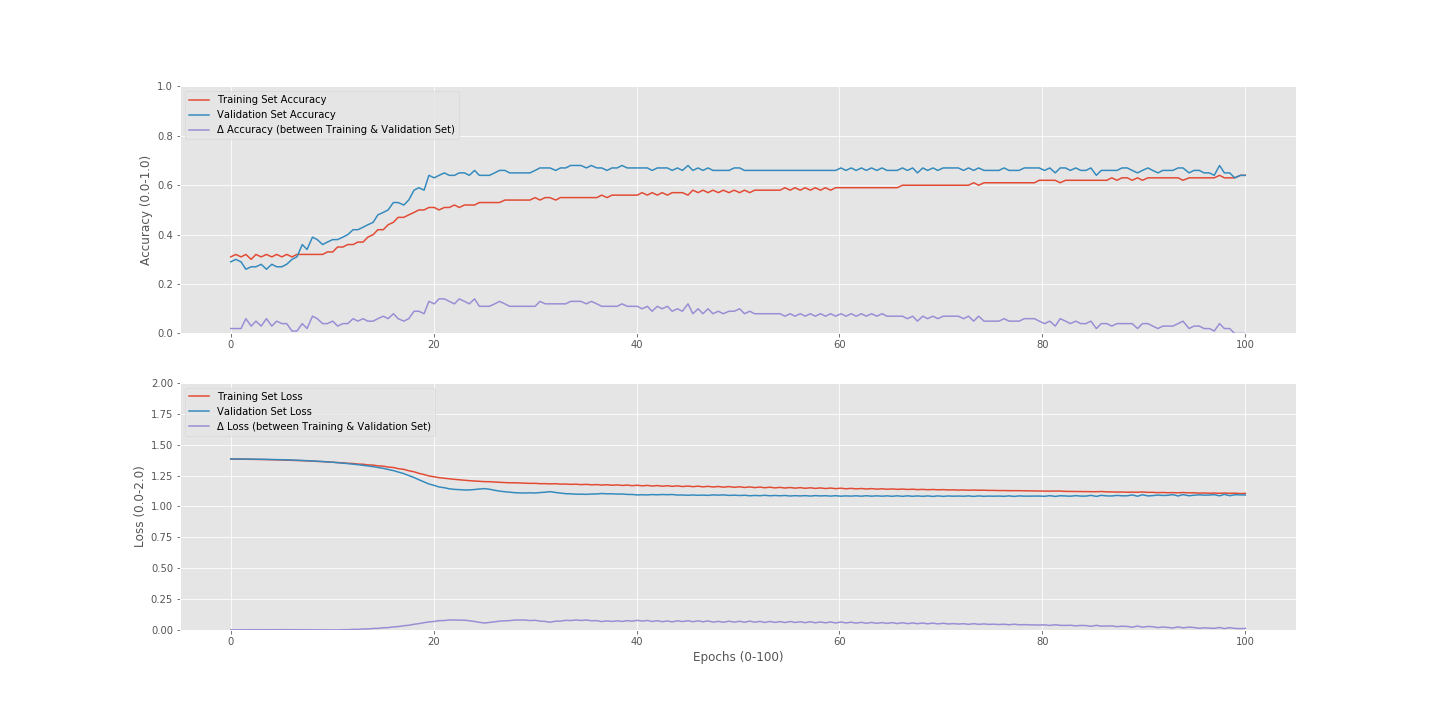 1.0
Training Set Accuracy
Validation Set Accuracy
Δ Accuracy (between Training & Validation Set)
0.8
0.6
0.4
0.2
0.0
Accuracy (0.0-1.0)
0 20 40 60 80 100
2.00
Training Set Loss
Validation Set Loss
Δ Loss (between Training & Validation Set)
1.75
1.50
1.25
1.00
0.75
0.50
0.25
0.00
Loss (0.0-2.0)
0 20 40 60 80 100
Epochs (0-100)